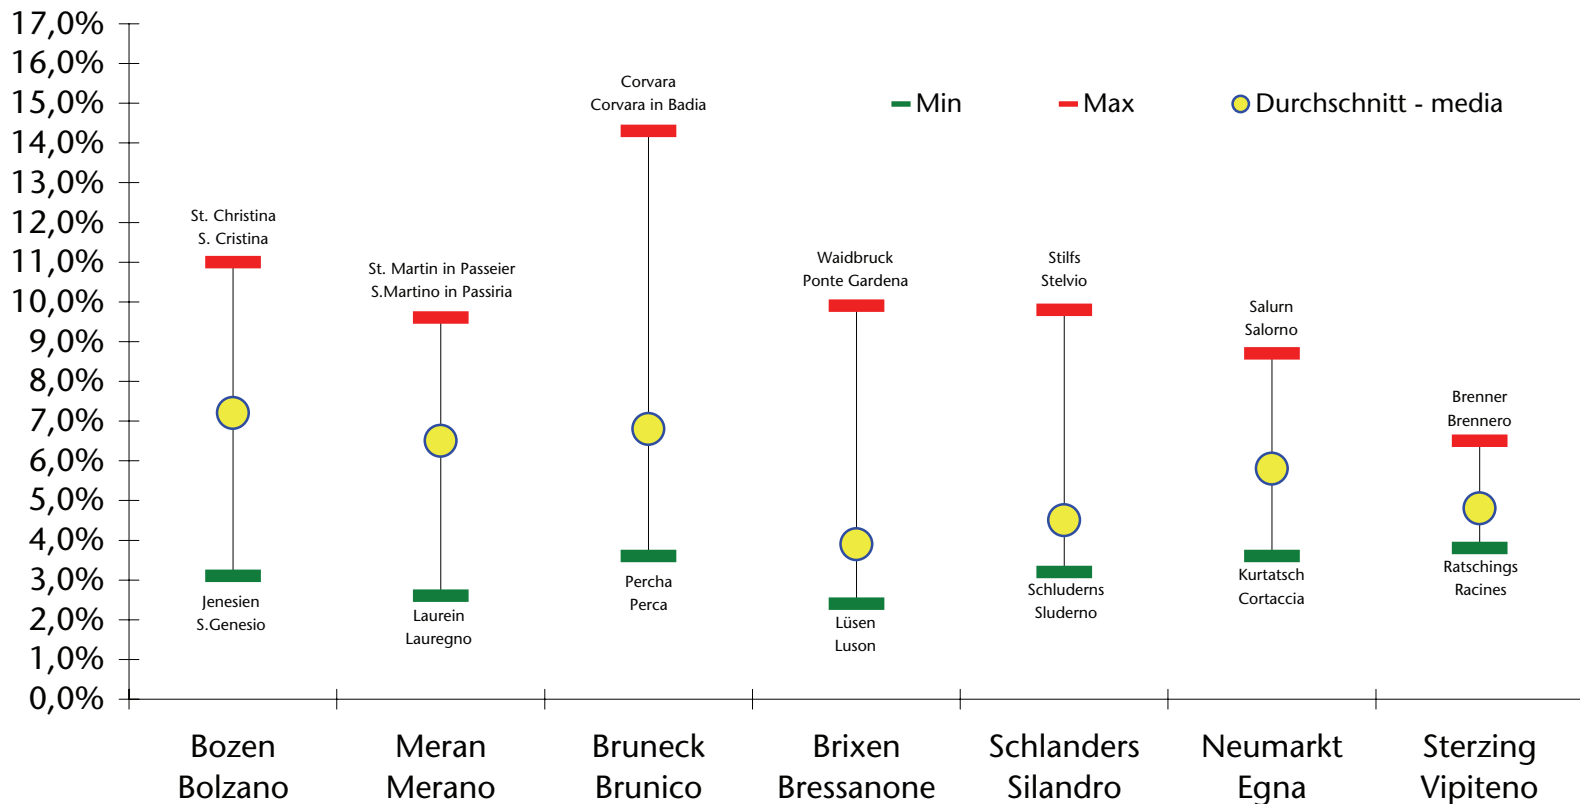 17,0%
16,0%
15,0%
14,0%
13,0%
12,0%
11,0%
10,0%
9,0%
8,0%
7,0%
6,0%
5,0%
4,0%
3,0%
2,0%
1,0%
0,0%
Min
Max
Durchschnitt - media
St. Christina
S. Cristina
Jenesien
S.Genesio
St. Martin in Passeier
S.Martino in Passiria
Laurein
Lauregno
Corvara
Corvara in Badia
Percha
Perca
Waidbruck
Ponte Gardena
Lüsen
Luson
Stilfs
Stelvio
Schluderns
Sluderno
Salurn
Salorno
Kurtatsch
Cortaccia
Brenner
Brennero
Ratschings
Racines
Bozen
Bolzano
Meran
Merano
Bruneck
Brunico
Brixen
Bressanone
Schlanders
Silandro
Neumarkt
Egna
Sterzing
Vipiteno